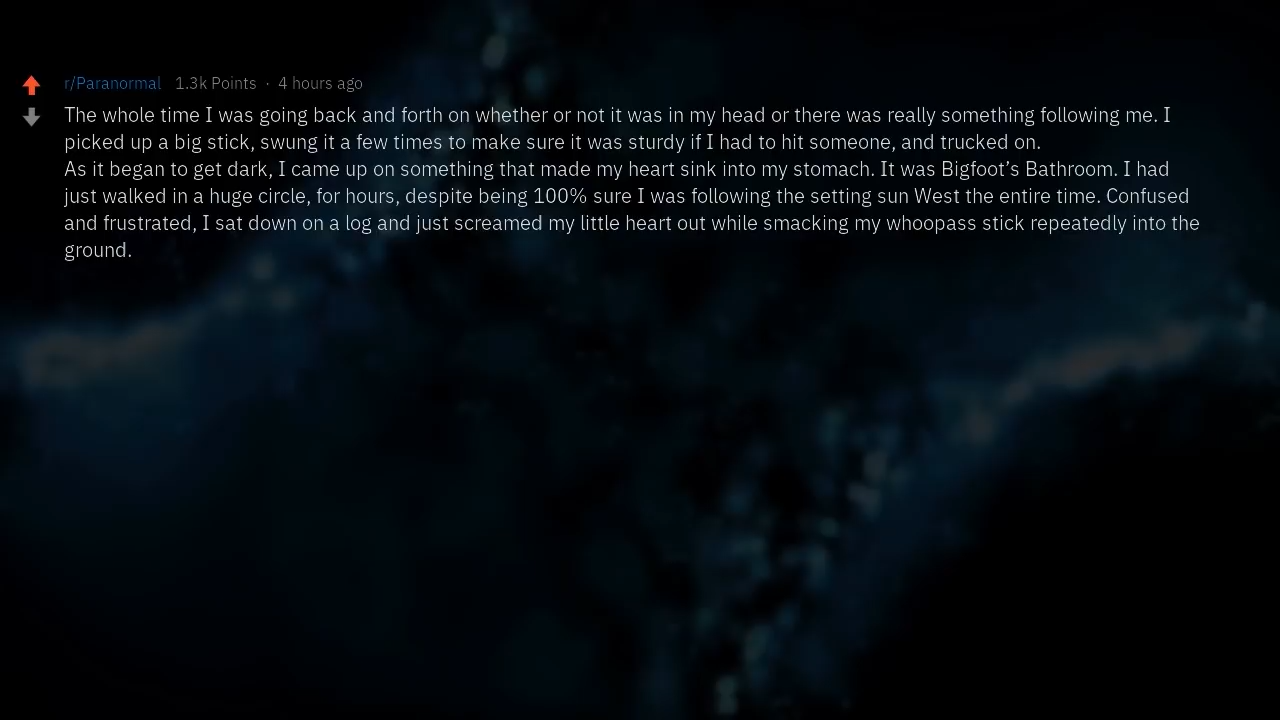 r/Paranormal 1.3k Points · 4 hours ago
The whole time I was going back and forth on whether or not it was in my head or there was really something following me. I
picked up a big stick, swung it a few times to make sure it was sturdy if I had to hit someone, and trucked on.
As it began to get dark, I came up on something that made my heart sink into my stomach. It was Bigfoot’s Bathroom. I had
just walked in a huge circle, for hours, despite being 100% sure I was following the setting sun West the entire time. Confused
and frustrated, I sat down on a log and just screamed my little heart out while smacking my whoopass stick repeatedly into the
ground.